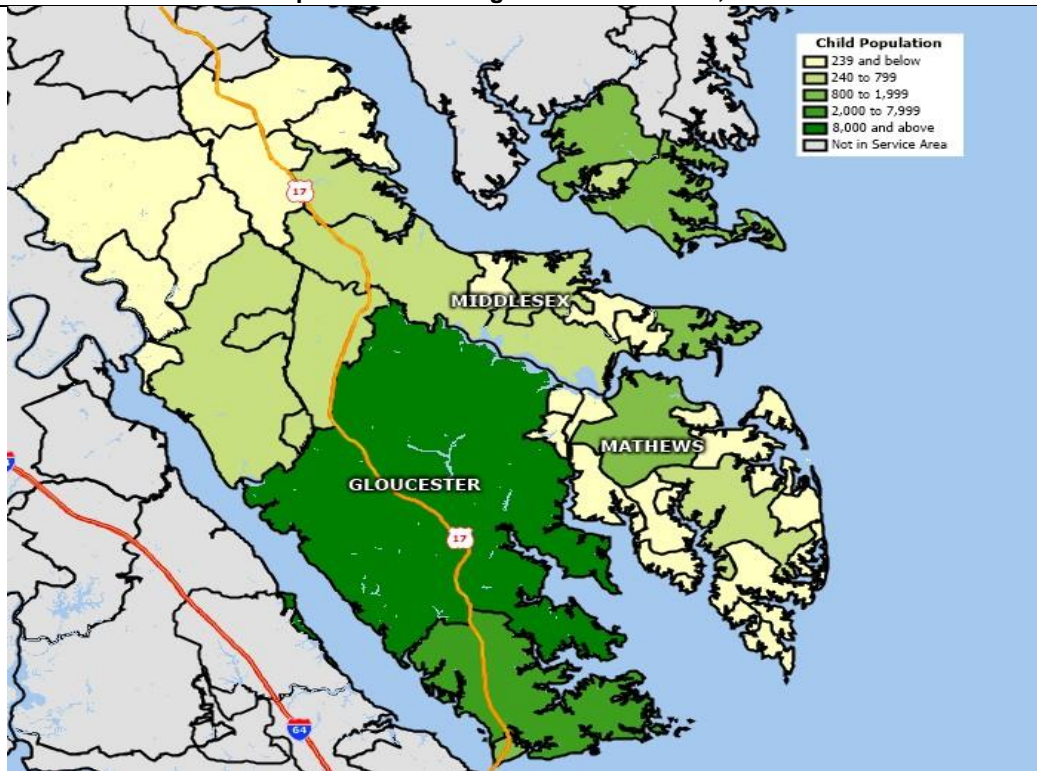 Child Population
239 and below
240 to 799
800 to 1,999
2,000 to 7,999
8,000 and above
Not in Service Area
17
MIDDLESEX
MATHEWS
GLOUCESTER
17
64